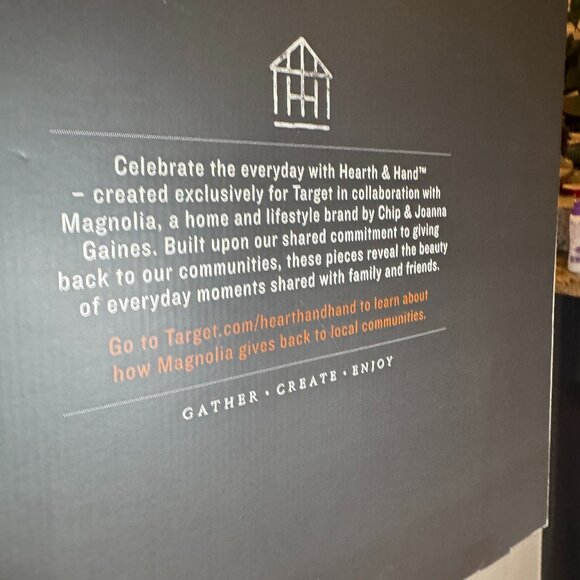 Celebrate the everyday with Hearth & Hand™
– created exclusively for Target in collaboration with
Magnolia, a home and lifestyle brand by Chip & Joanna
Gaines. Built upon our shared commitment to giving
back to our communities, these pieces reveal the beauty
of everyday moments shared with family and friends.
Go to Target.com/hearthandhand to learn about
how Magnolia gives back to local communities.
GATHER • CREATE • ENJOY